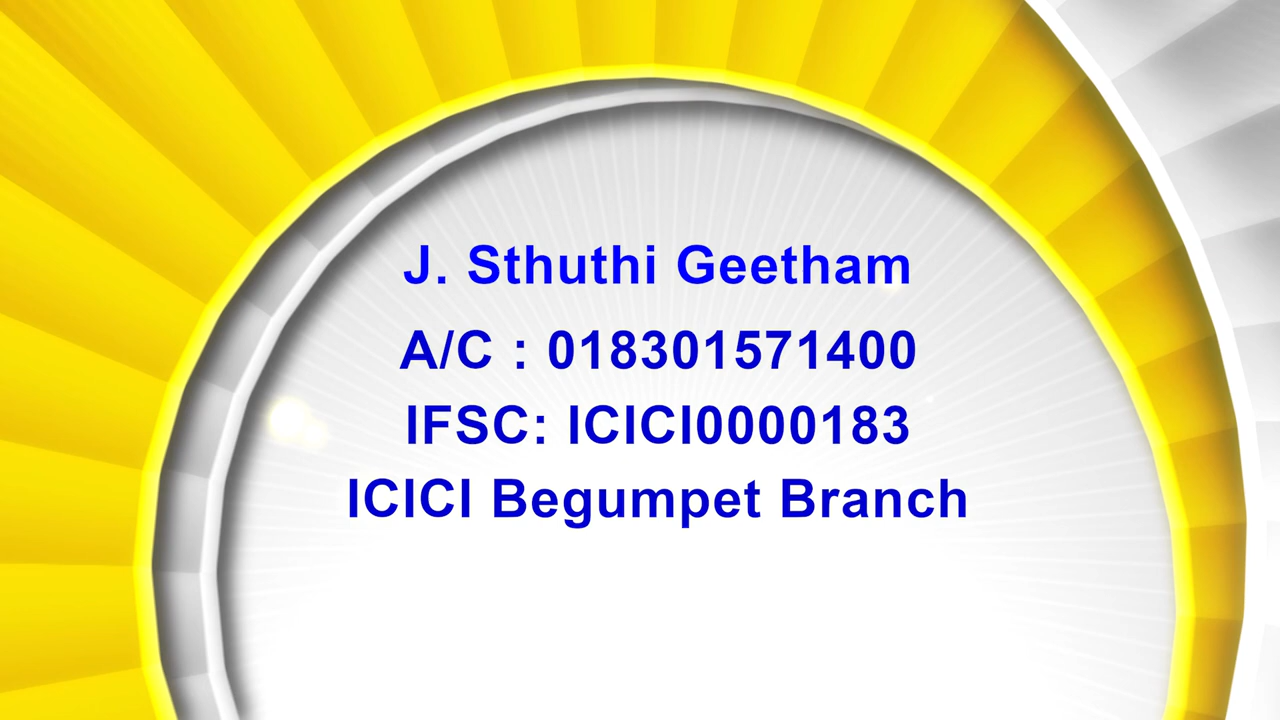 J. Sthuthi Geetham
A/C : 018301571400
IFSC: ICICI0000183
ICICI Begumpet Branch